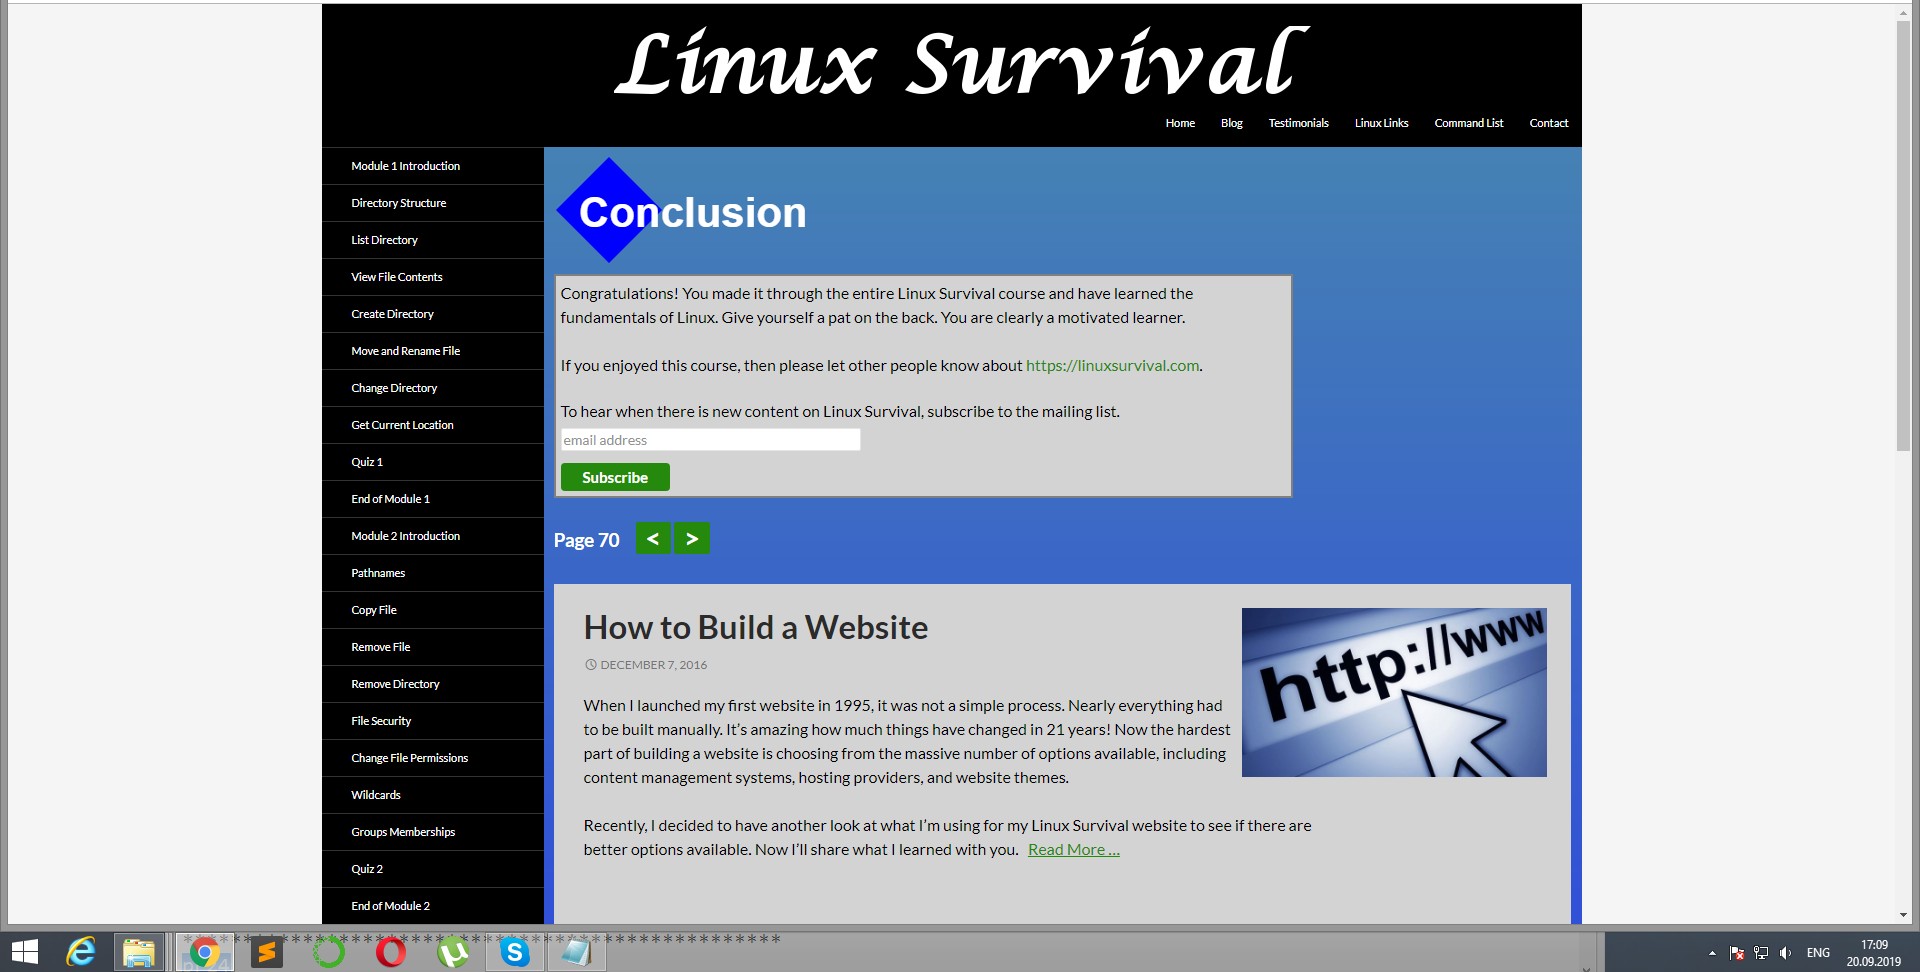 Linux Survival
Home Blog Testimonials Linux Links Command List Contact
Module 1 Introduction
Directory Structure
List Directory
View File Contents
Create Directory
Move and Rename File
Change Directory
Get Current Location
Quiz 1
End of Module 1
Module 2 Introduction
Pathnames
Copy File
Remove File
Remove Directory
File Security
Change File Permissions
Wildcards
Groups Memberships
Quiz 2
End of Module 2
Conclusion
Congratulations! You made it through the entire Linux Survival course and have learned the
fundamentals of Linux. Give yourself a pat on the back. You are clearly a motivated learner.
If you enjoyed this course, then please let other people know about https://linuxsurvival.com.
To hear when there is new content on Linux Survival, subscribe to the mailing list.
email address
Subscribe
Page 70 < >
How to Build a Website
DECEMBER 7, 2016
http://www
When I launched my first website in 1995, it was not a simple process. Nearly everything had
to be built manually. It’s amazing how much things have changed in 21 years! Now the hardest
part of building a website is choosing from the massive number of options available, including
content management systems, hosting providers, and website themes.
Recently, I decided to have another look at what I’m using for my Linux Survival website to see if there are
better options available. Now I’ll share what I learned with you. Read More ...
ENG
17:09
20.09.2019